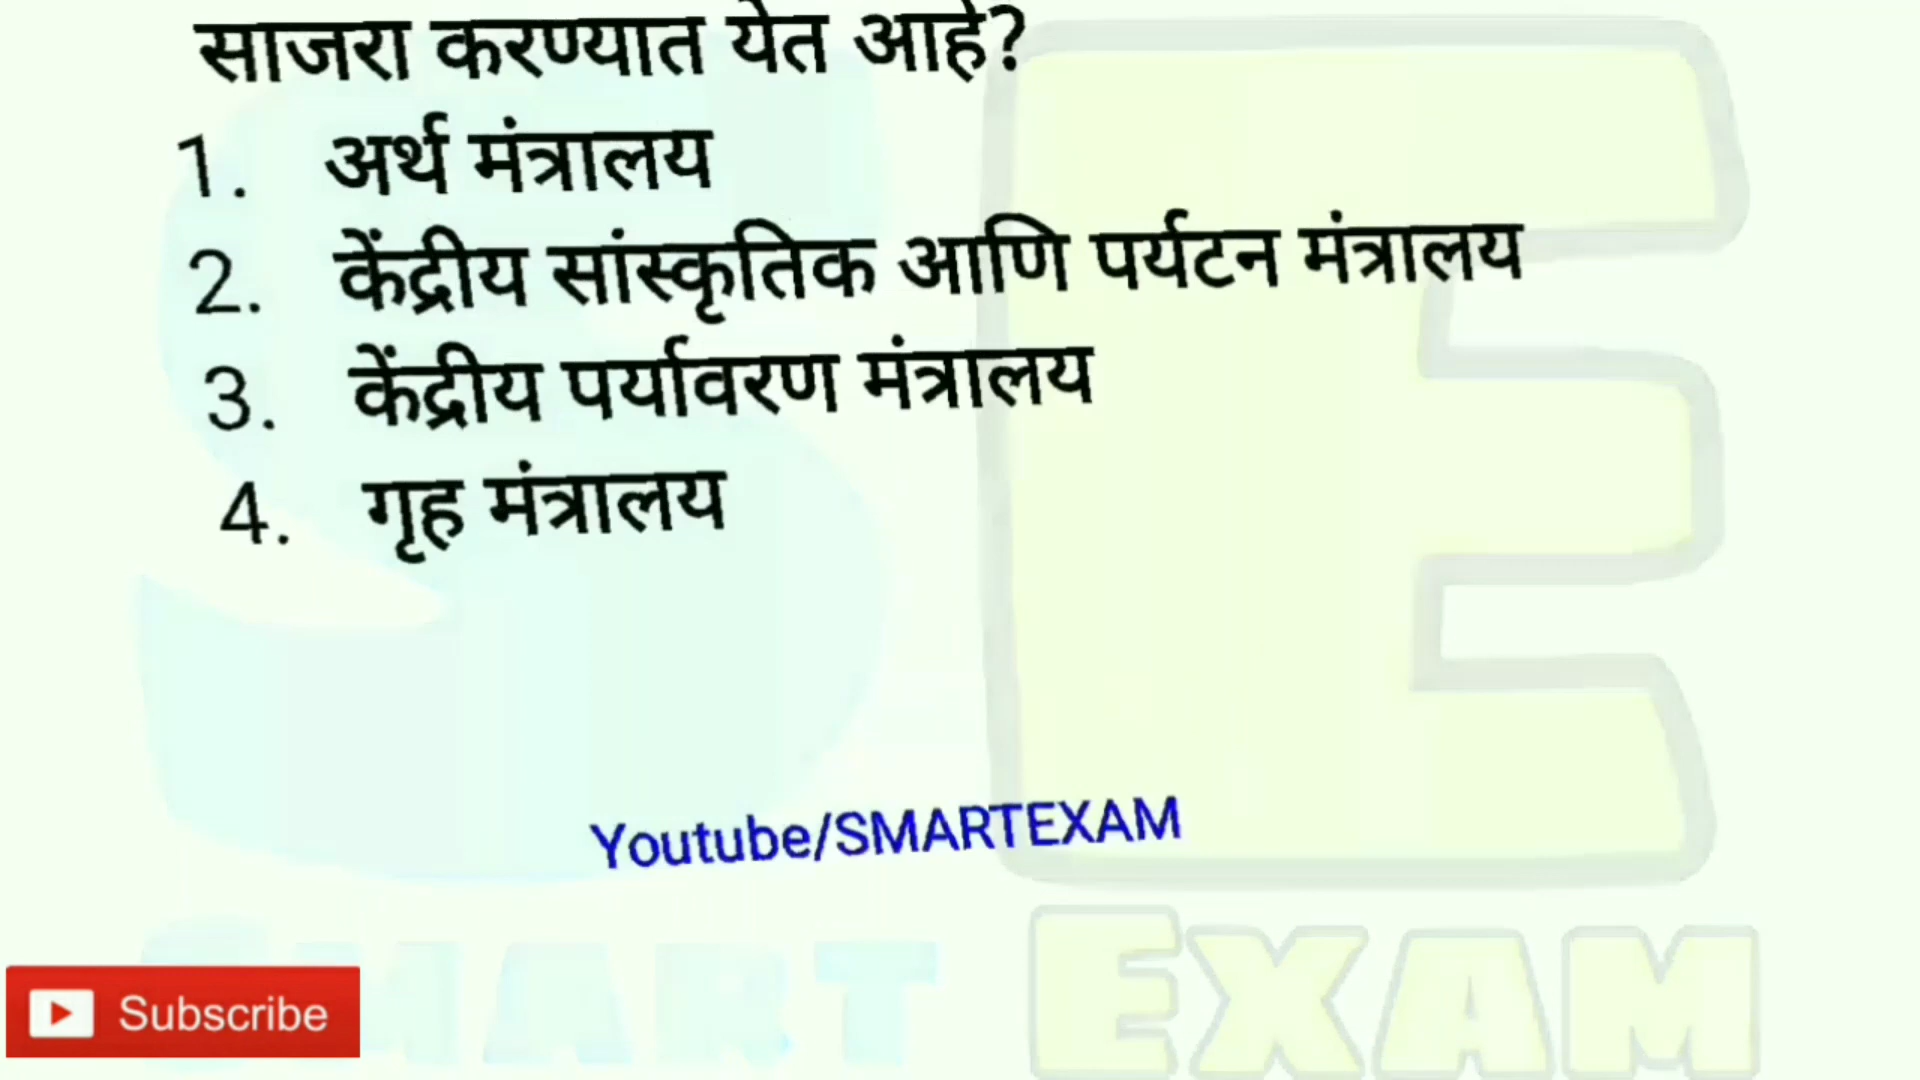 साजरा करण्यात येत आहे?
1. अर्थ मंत्रालय
2. केंद्रीय सांस्कृतिक आणि पर्यटन मंत्रालय
3. केंद्रीय पर्यावरण मंत्रालय
4. गृह मंत्रालय
Youtube/SMARTEXAM
SE
SMART EXAM
Subscribe